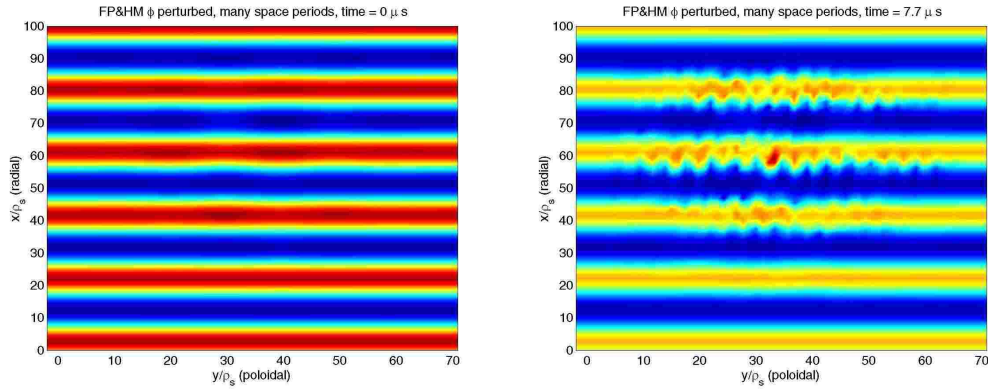 FP&HM ϕ perturbed, many space periods, time = 0 μ s
100
90
80
70
60
50
40
30
20
10
0
x/ρs (radial)
0 10 20 30 40 50 60 70
y/ρs (poloidal)
FP&HM ϕ perturbed, many space periods, time = 7.7 μ s
100
90
80
70
60
50
40
30
20
10
0
x/ρs (radial)
0 10 20 30 40 50 60 70
y/ρs (poloidal)